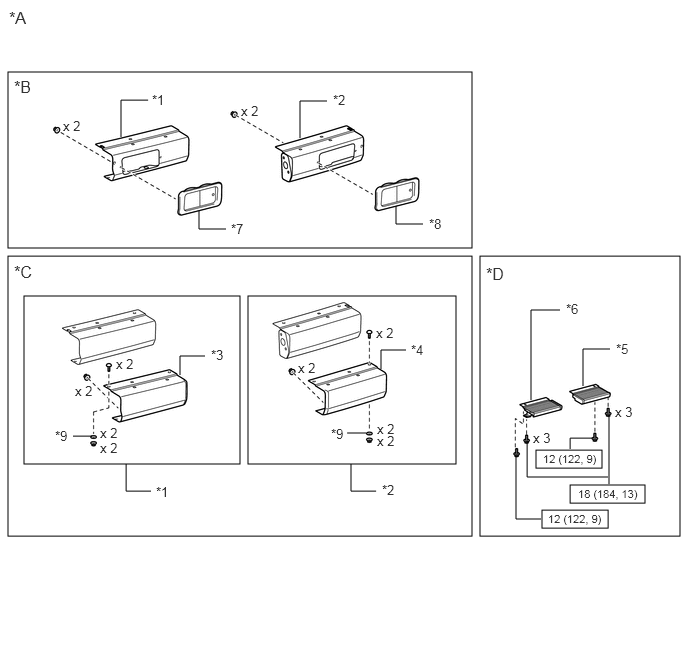 *A
*B
*1
*2
x 2
x 2
*7
*8
*C
*D
*3
x 2
x 2
*9
x 2
x 2
*1
x 2
*4
x 2
*9
x 2
x 2
*2
*6
*5
x 3
x 3
12 (122, 9)
18 (184, 13)
12 (122, 9)